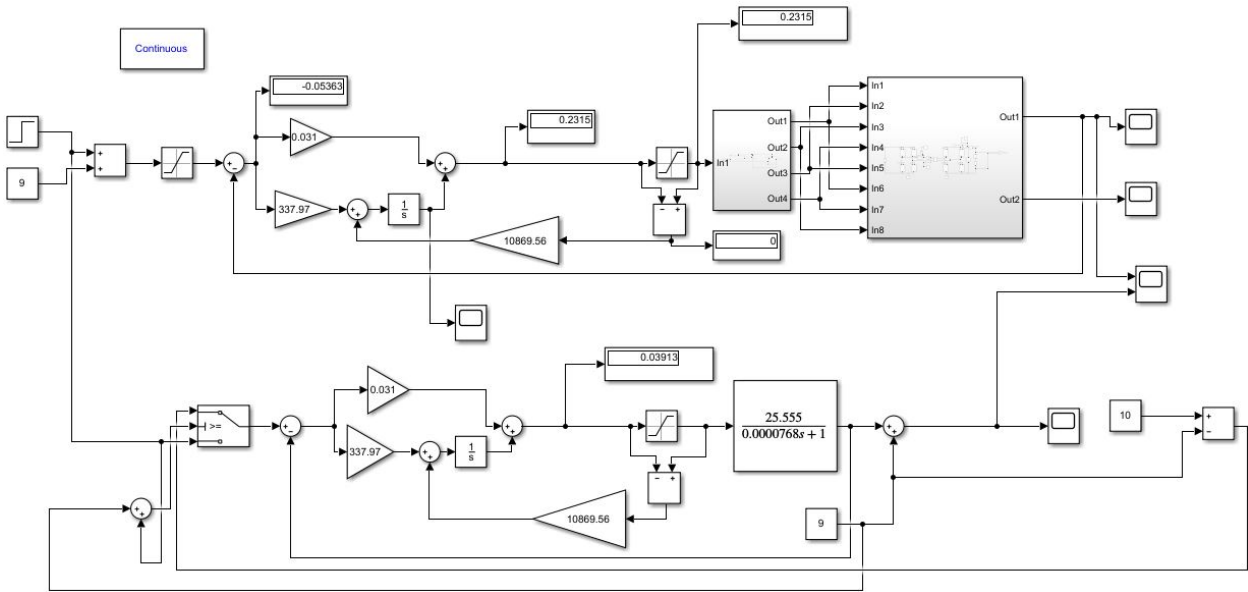 Continuous
0.2315
-0.05363
0.031
0.2315
In1
In2
In3
In4
In5
In6
In7
In8
Out1
Out2
In1
Out1
Out2
Out3
Out4
+
+
9
−
+
+
337.97
+
+
1
s
10869.56
− +
0
0.03913
0.031
>=
−
+
+
25.555
0.0000768s + 1
+
+
10
+
−
337.97
+
+
1
s
− +
10869.56
+
+
9